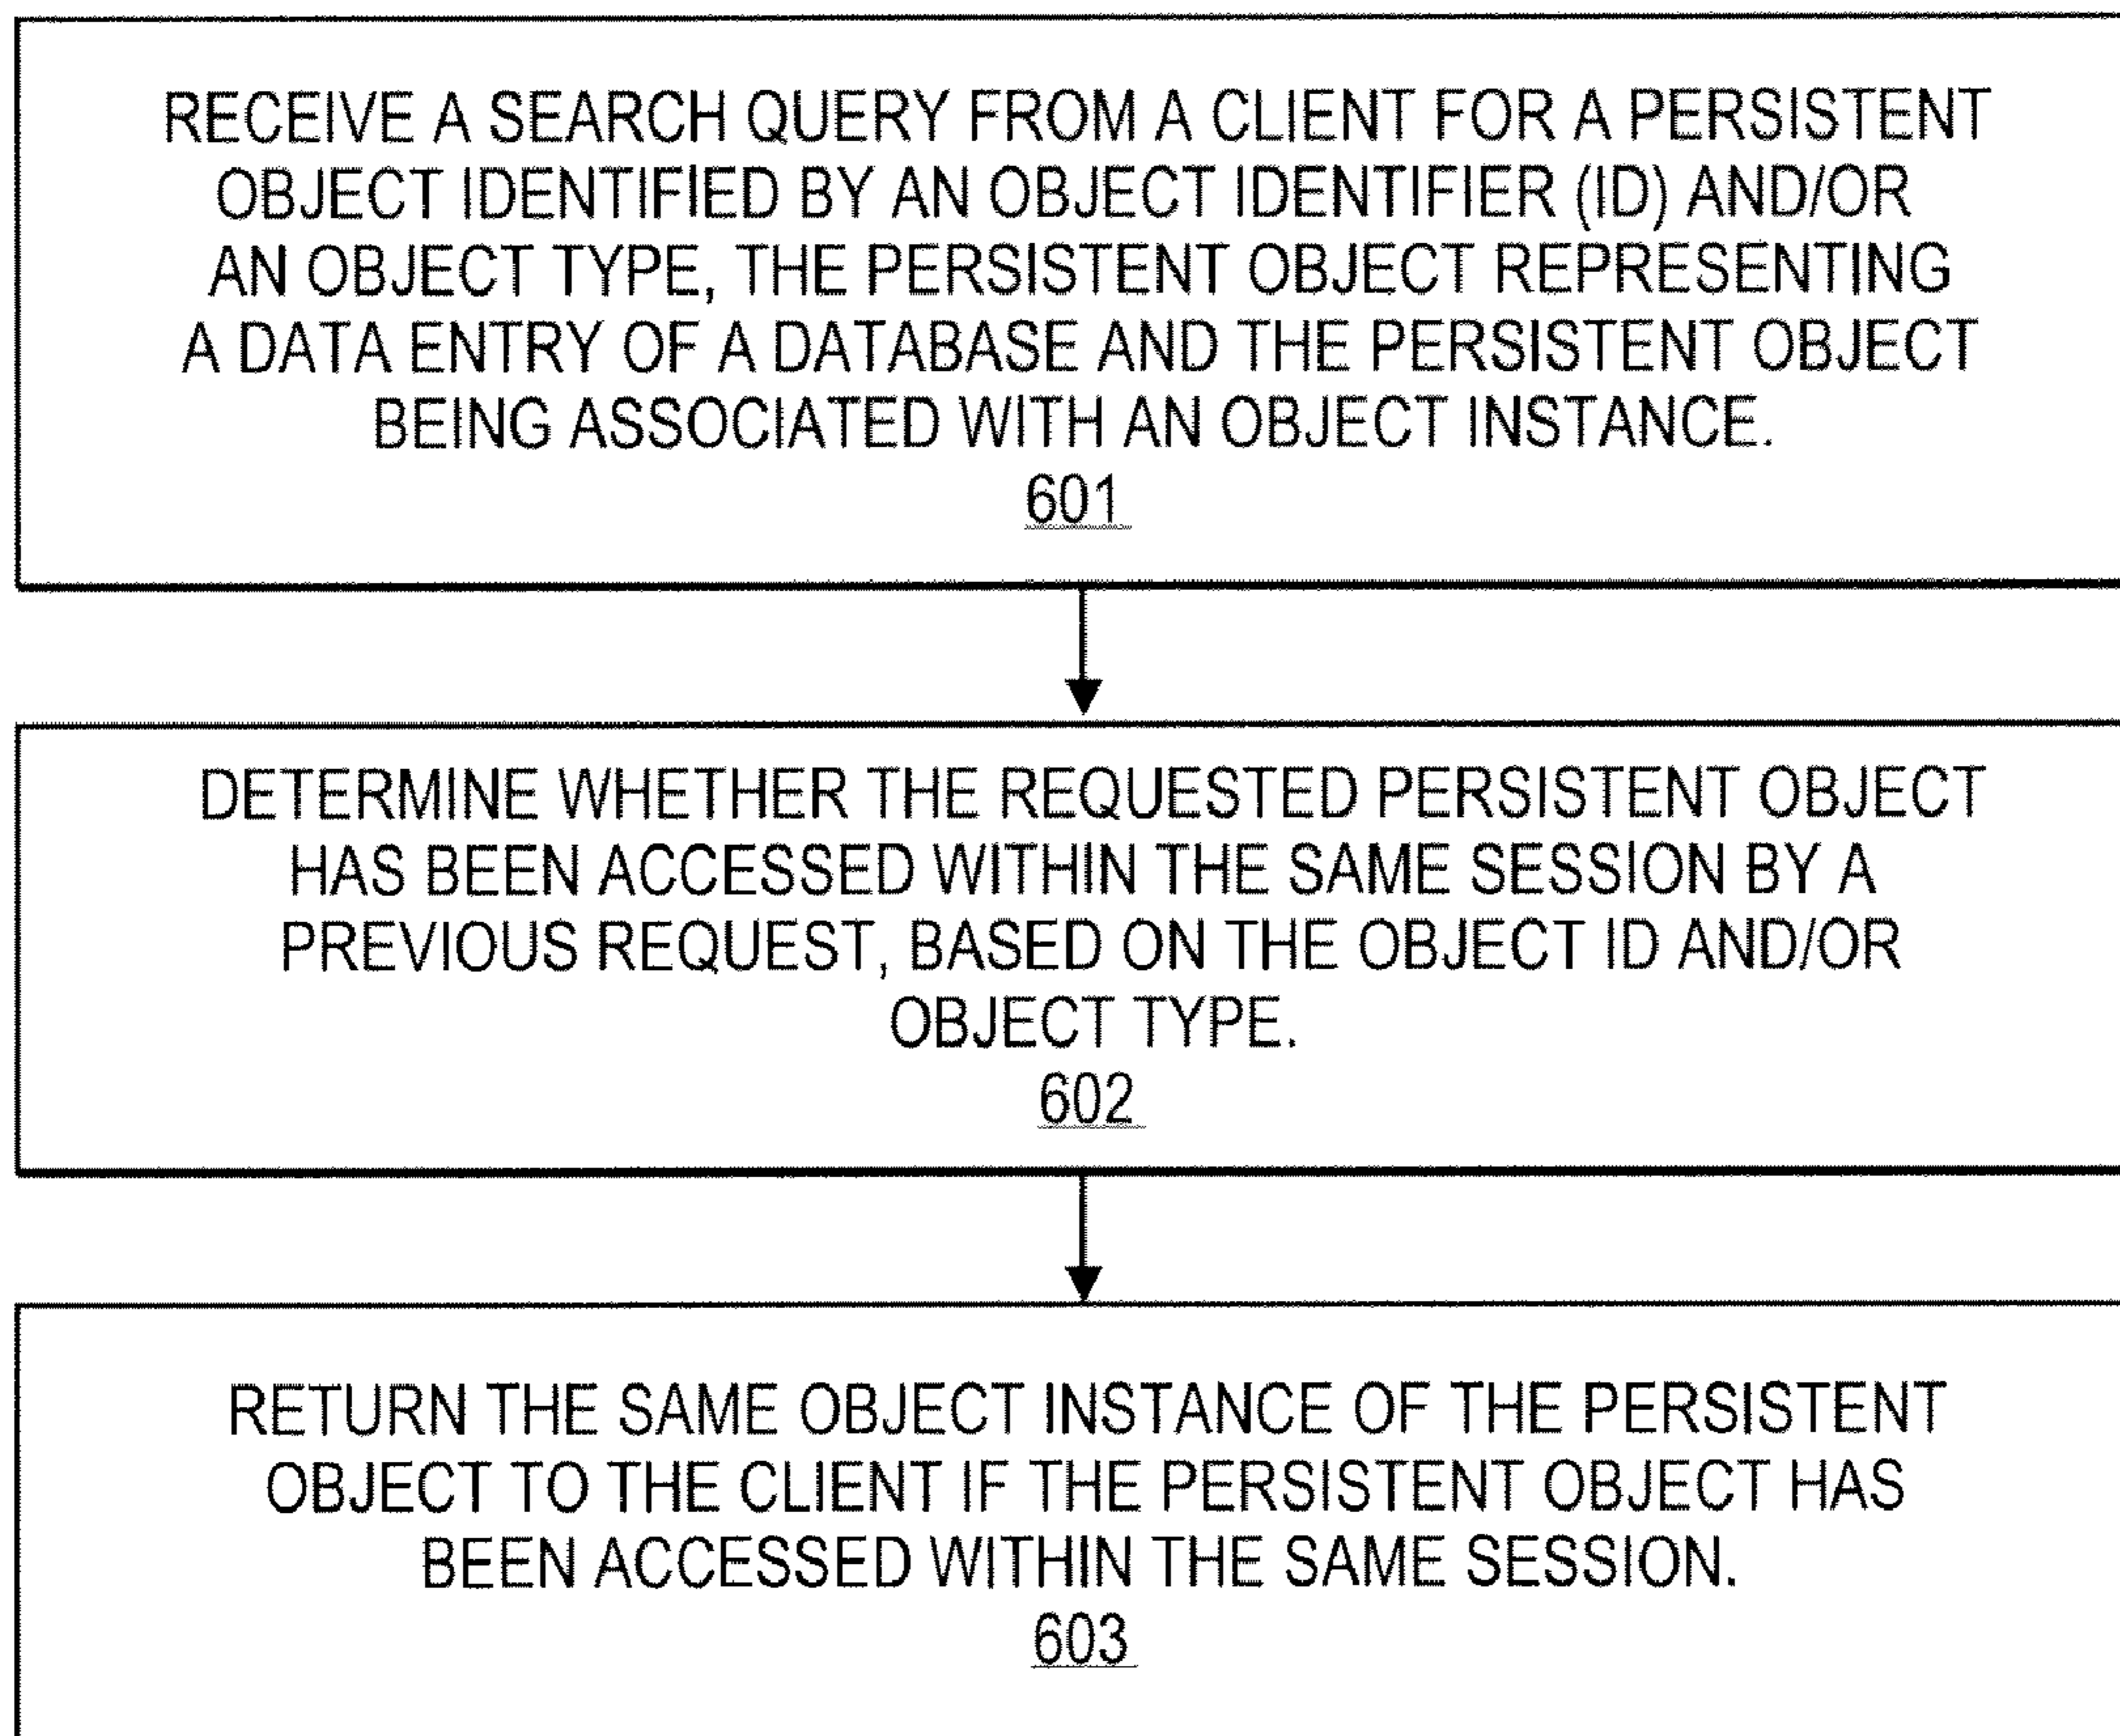 RECEIVE A SEARCH QUERY FROM A CLIENT FOR A PERSISTENT
OBJECT IDENTIFIED BY AN OBJECT IDENTIFIER (ID) AND/OR
AN OBJECT TYPE, THE PERSISTENT OBJECT REPRESENTING
A DATA ENTRY OF A DATABASE AND THE PERSISTENT OBJECT
BEING ASSOCIATED WITH AN OBJECT INSTANCE.
601
DETERMINE WHETHER THE REQUESTED PERSISTENT OBJECT
HAS BEEN ACCESSED WITHIN THE SAME SESSION BY A
PREVIOUS REQUEST, BASED ON THE OBJECT ID AND/OR
OBJECT TYPE.
602
RETURN THE SAME OBJECT INSTANCE OF THE PERSISTENT
OBJECT TO THE CLIENT IF THE PERSISTENT OBJECT HAS
BEEN ACCESSED WITHIN THE SAME SESSION.
603